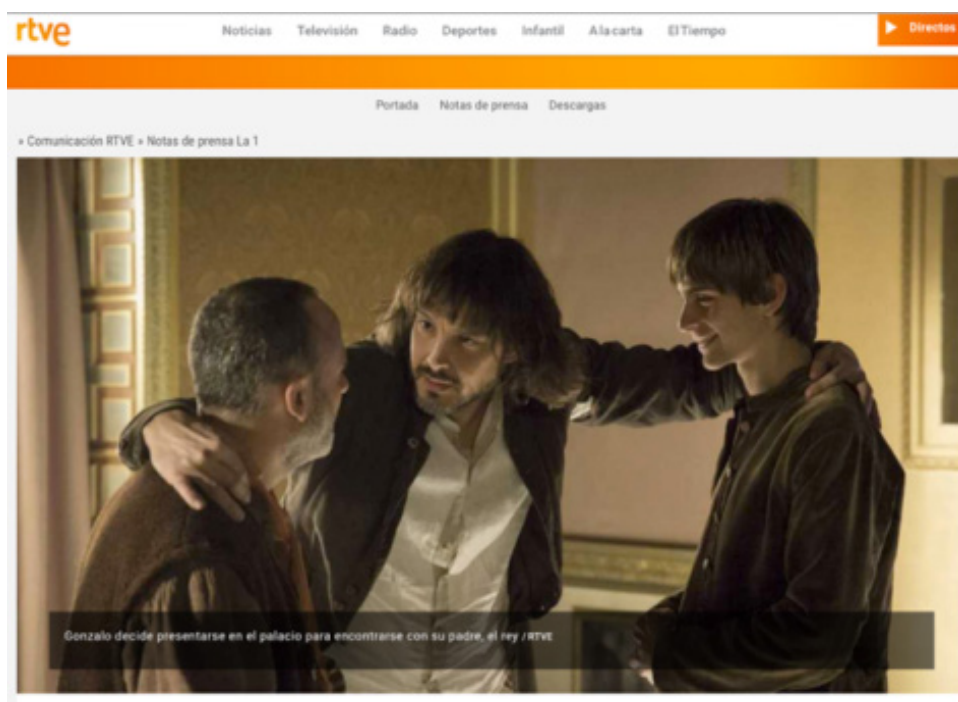 rtve
Noticias Televisión Radio Deportes Infantil A la carta El Tiempo Directos
Portada Notas de prensa Descargas
» Comunicación RTVE » Notas de prensa La 1
Gonzalo decide presentarse en el palacio para encontrarse con su padre, el rey / RTVE